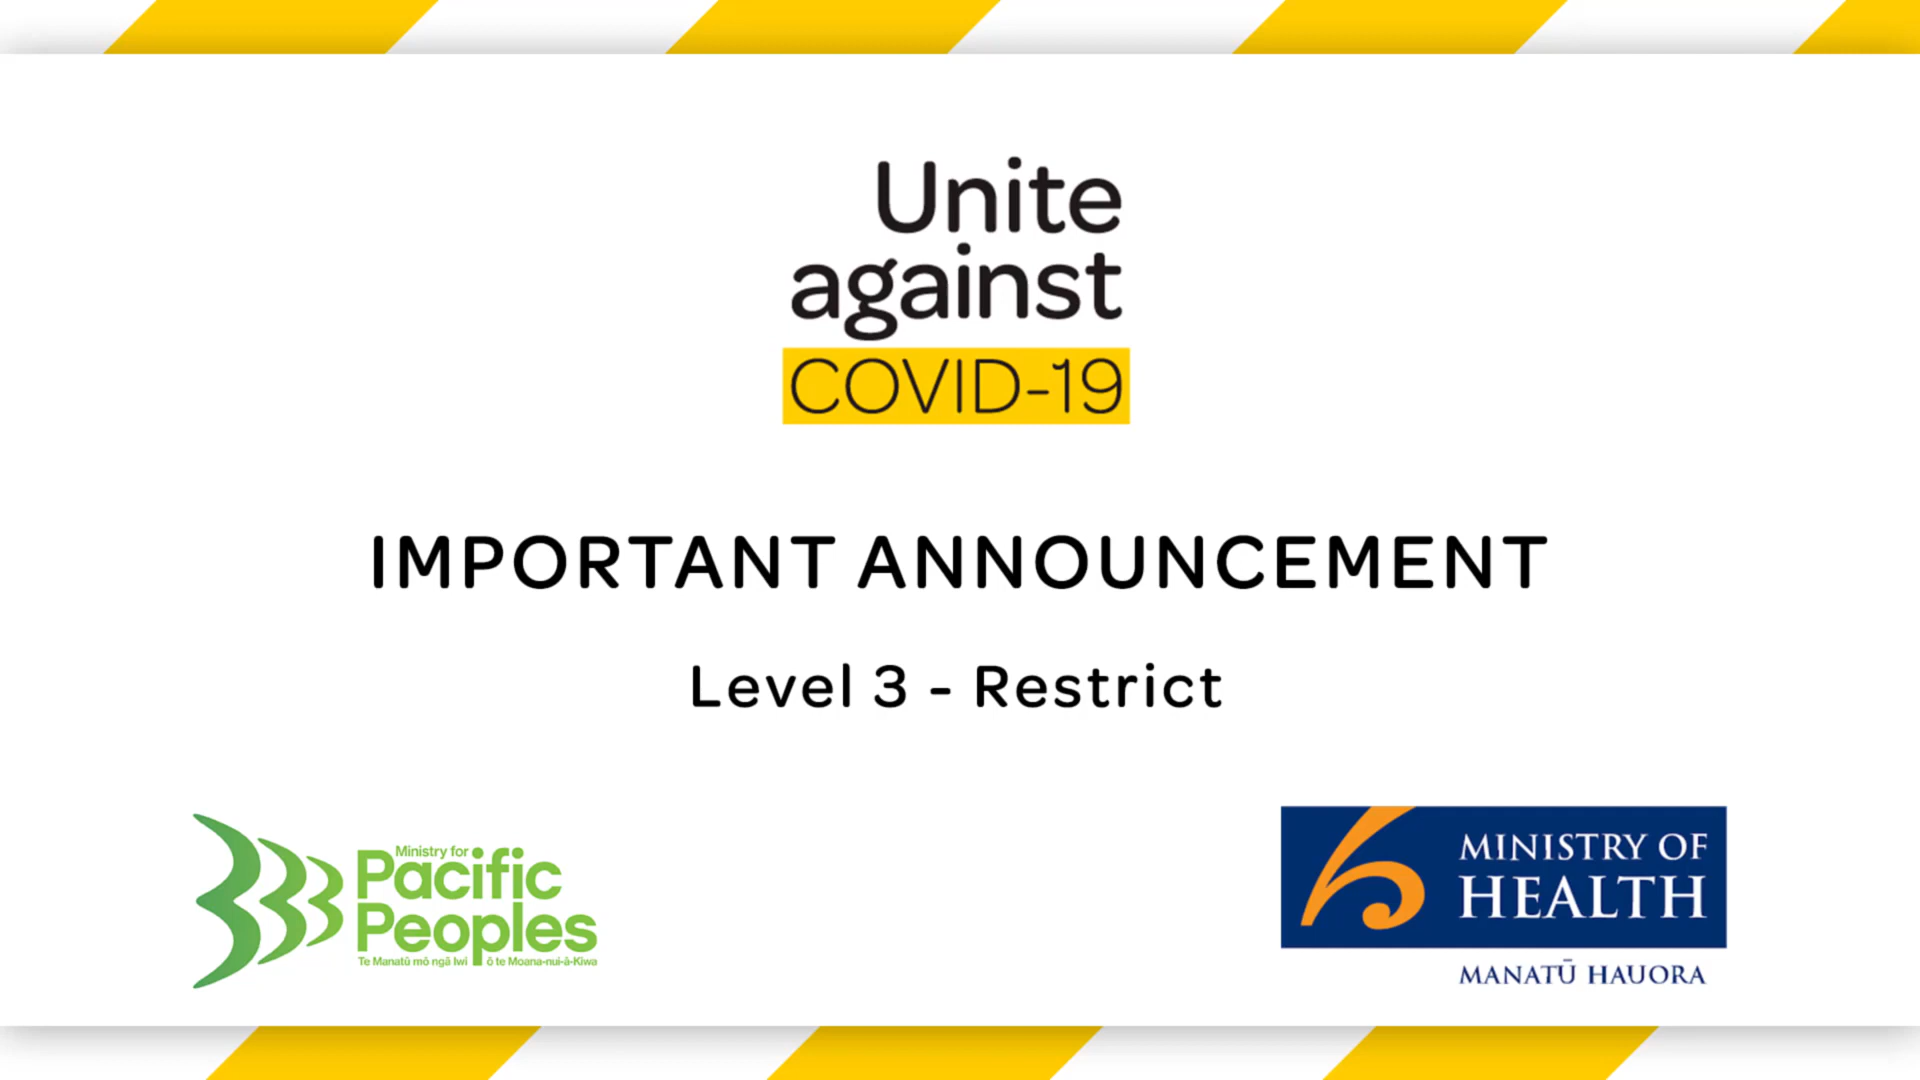 Unite
against
COVID-19
IMPORTANT ANNOUNCEMENT
Level 3 - Restrict
Ministry for
Pacific
Peoples
Te Manatū mō ngā Iwi ō te Moana-nui-ā-Kiwa
MINISTRY OF
HEALTH
MANATŪ HAUORA